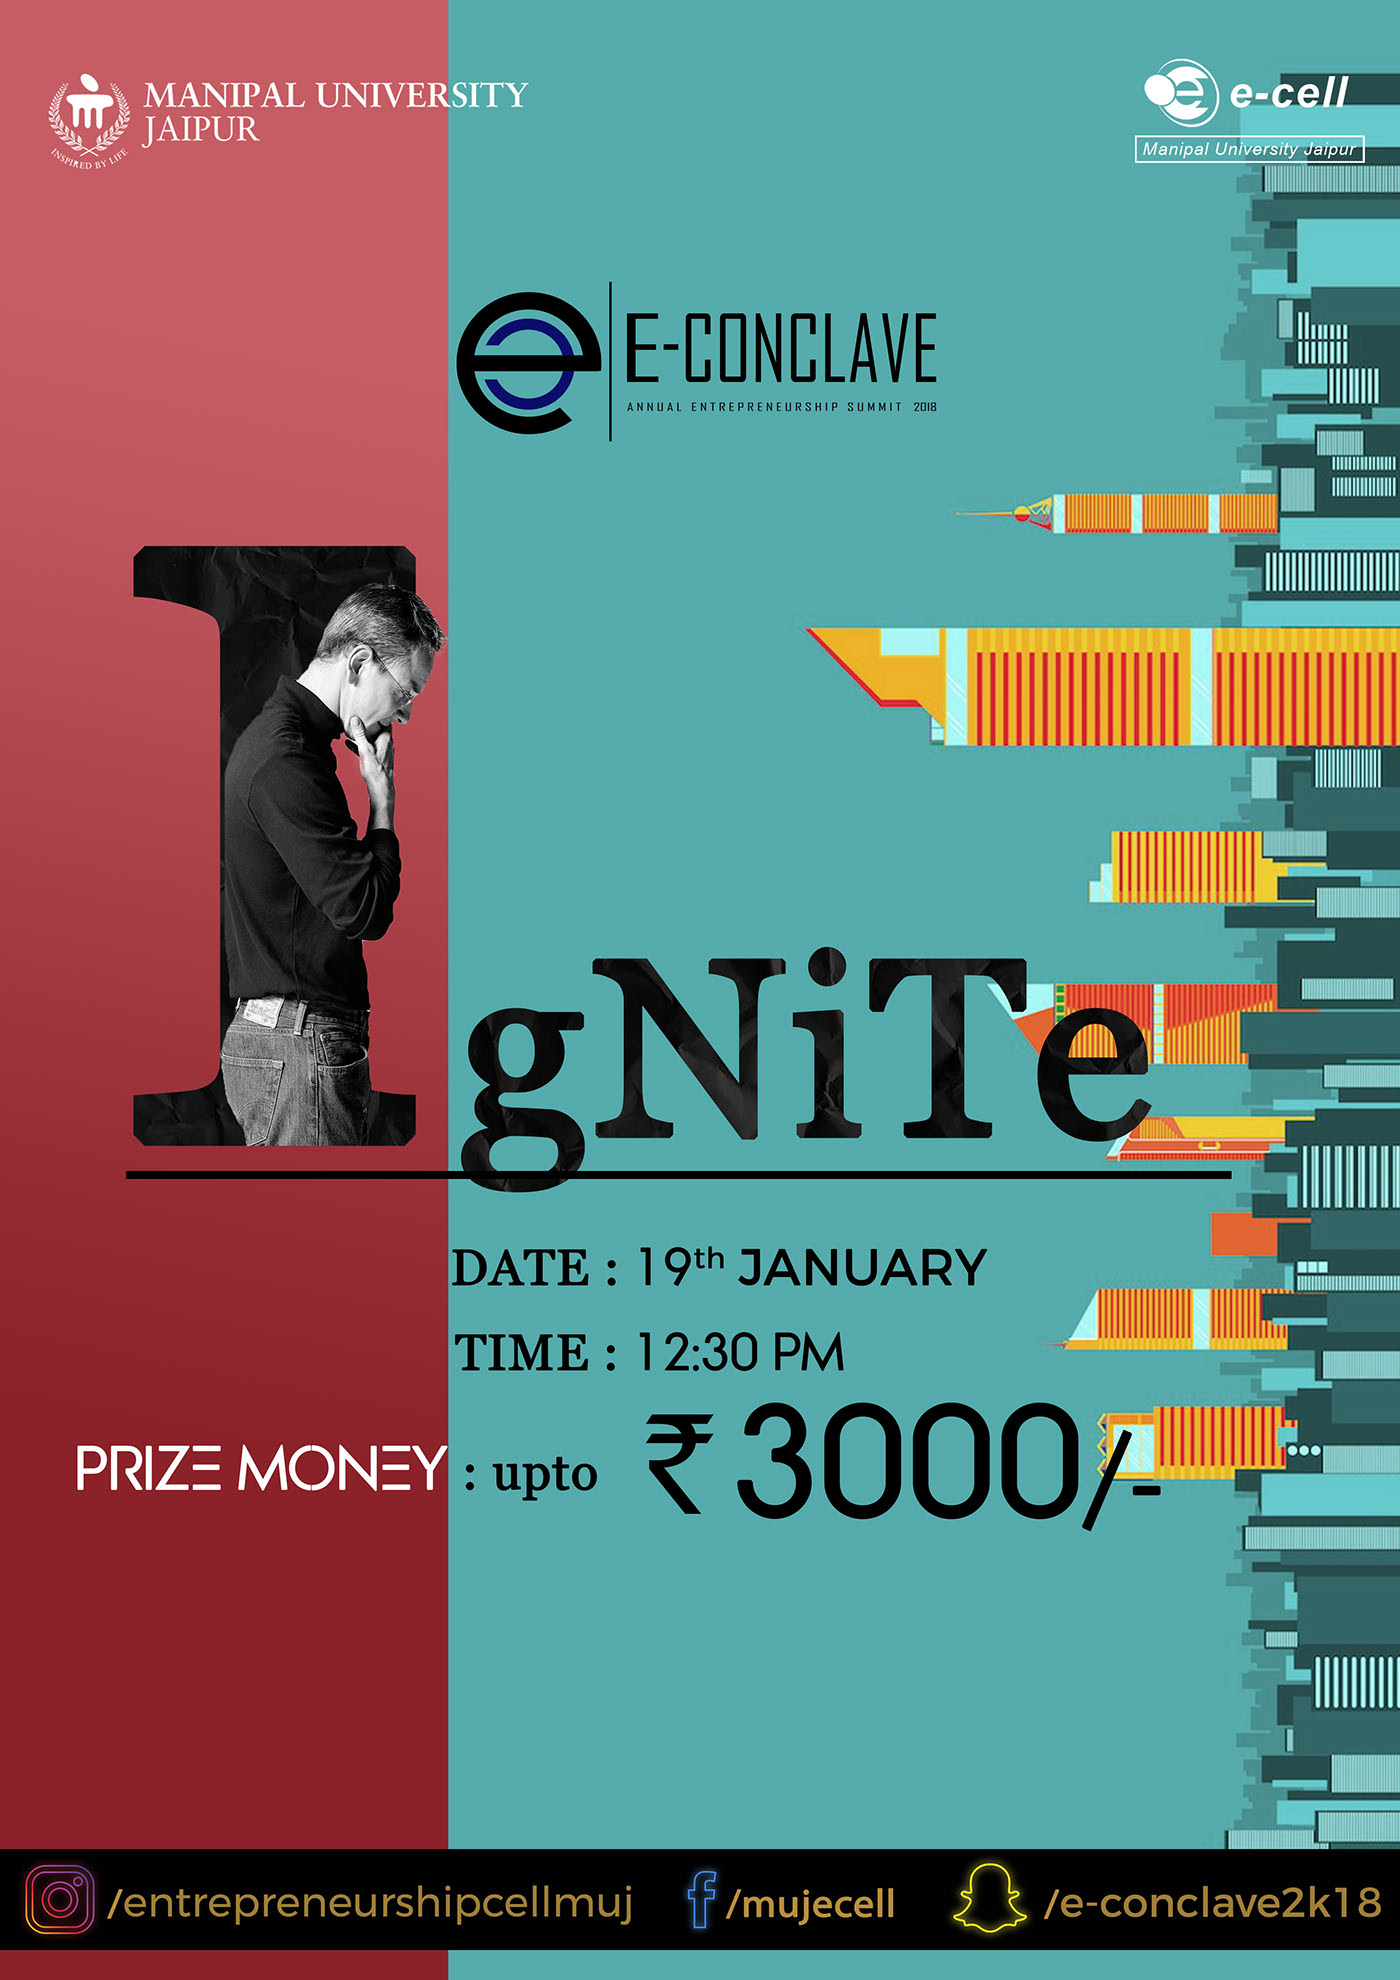 MANIPAL UNIVERSITY
JAIPUR
INSPIRED BY LIFE
e-cell
Manipal University Jaipur
E-CONCLAVE
ANNUAL ENTREPRENEURSHIP SUMMIT 2018
IgNiTe
DATE : 19th JANUARY
TIME : 12:30 PM
PRIZE MONEY : upto ₹ 3000/-
/entrepreneurshipcellmuj
/mujecell
/e-conclave2k18